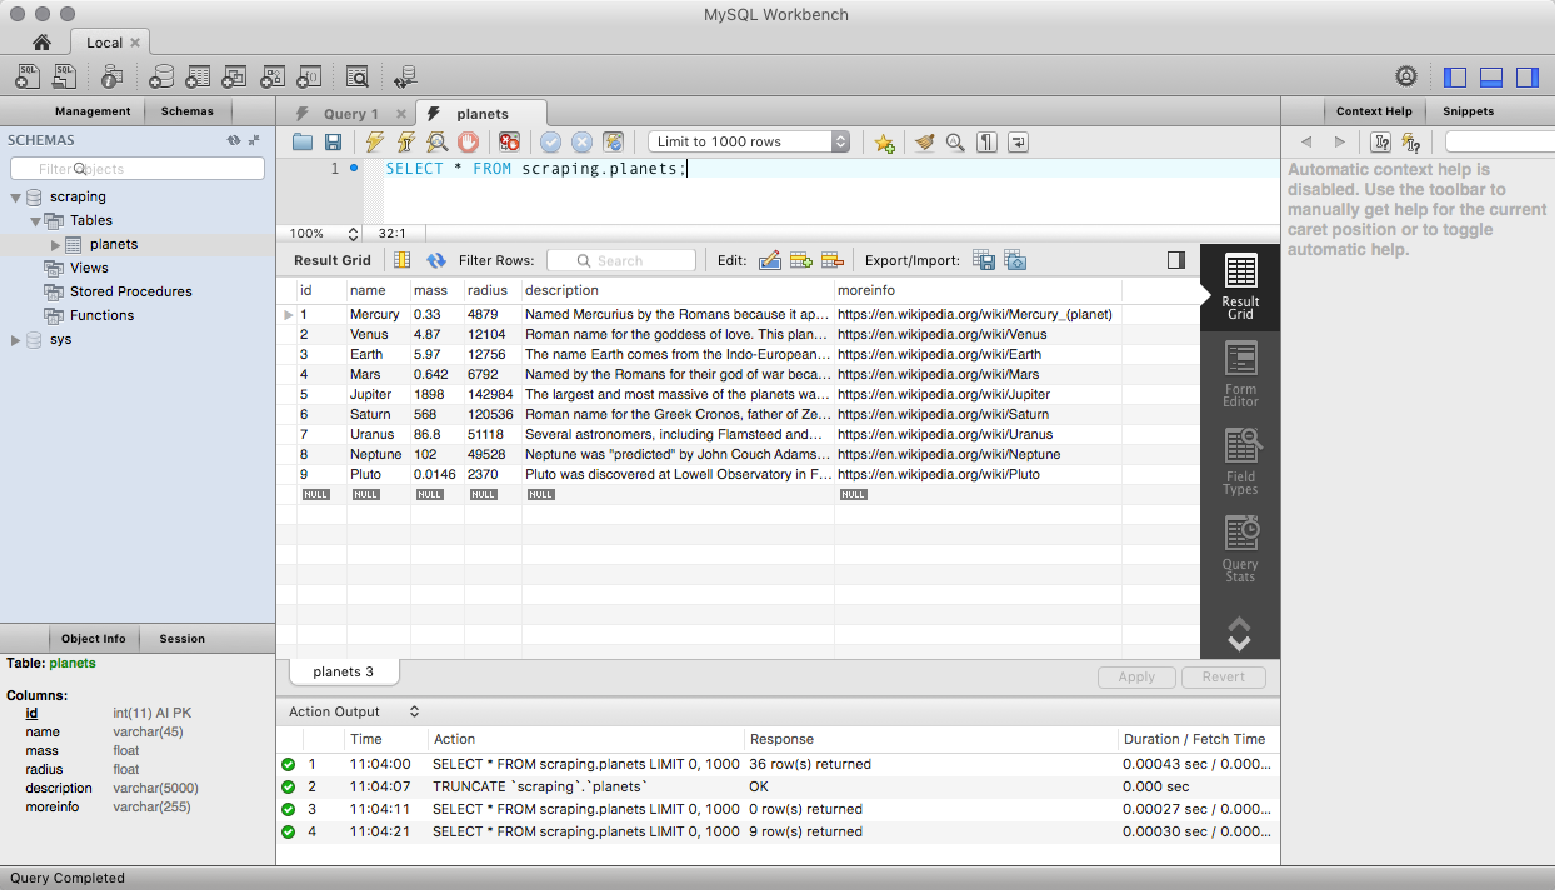 MySQL Workbench
Local
Management Schemas
Query 1 planets
Context Help Snippets
SCHEMAS
Filter objects
scraping
Tables
planets
Views
Stored Procedures
Functions
sys
Limit to 1000 rows
1 SELECT * FROM scraping.planets;
100% 32:1
Automatic context help is
disabled. Use the toolbar to
manually get help for the current
caret position or to toggle
automatic help.
Result Grid Filter Rows: Search Edit: Export/Import:
id name mass radius description moreinfo
1 Mercury 0.33 4879 Named Mercurius by the Romans because it ap... https://en.wikipedia.org/wiki/Mercury_(planet)
2 Venus 4.87 12104 Roman name for the goddess of love. This plan... https://en.wikipedia.org/wiki/Venus
3 Earth 5.97 12756 The name Earth comes from the Indo-European... https://en.wikipedia.org/wiki/Earth
4 Mars 0.642 6792 Named by the Romans for their god of war beca... https://en.wikipedia.org/wiki/Mars
5 Jupiter 1898 142984 The largest and most massive of the planets wa... https://en.wikipedia.org/wiki/Jupiter
6 Saturn 568 120536 Roman name for the Greek Cronos, father of Ze... https://en.wikipedia.org/wiki/Saturn
7 Uranus 86.8 51118 Several astronomers, including Flamsteed and... https://en.wikipedia.org/wiki/Uranus
8 Neptune 102 49528 Neptune was "predicted" by John Couch Adams... https://en.wikipedia.org/wiki/Neptune
9 Pluto 0.0146 2370 Pluto was discovered at Lowell Observatory in F... https://en.wikipedia.org/wiki/Pluto
NULL NULL NULL NULL NULL NULL
Result
Grid
Form
Editor
Field
Types
Query
Stats
planets 3
Apply Revert
Object Info Session
Table: planets
Columns:
id int(11) AI PK
name varchar(45)
mass float
radius float
description varchar(5000)
moreinfo varchar(255)
Action Output
Time Action Response Duration / Fetch Time
1 11:04:00 SELECT * FROM scraping.planets LIMIT 0, 1000 36 row(s) returned 0.00043 sec / 0.000...
2 11:04:07 TRUNCATE `scraping`.`planets` OK 0.000 sec
3 11:04:11 SELECT * FROM scraping.planets LIMIT 0, 1000 0 row(s) returned 0.00027 sec / 0.000...
4 11:04:21 SELECT * FROM scraping.planets LIMIT 0, 1000 9 row(s) returned 0.00030 sec / 0.000...
Query Completed